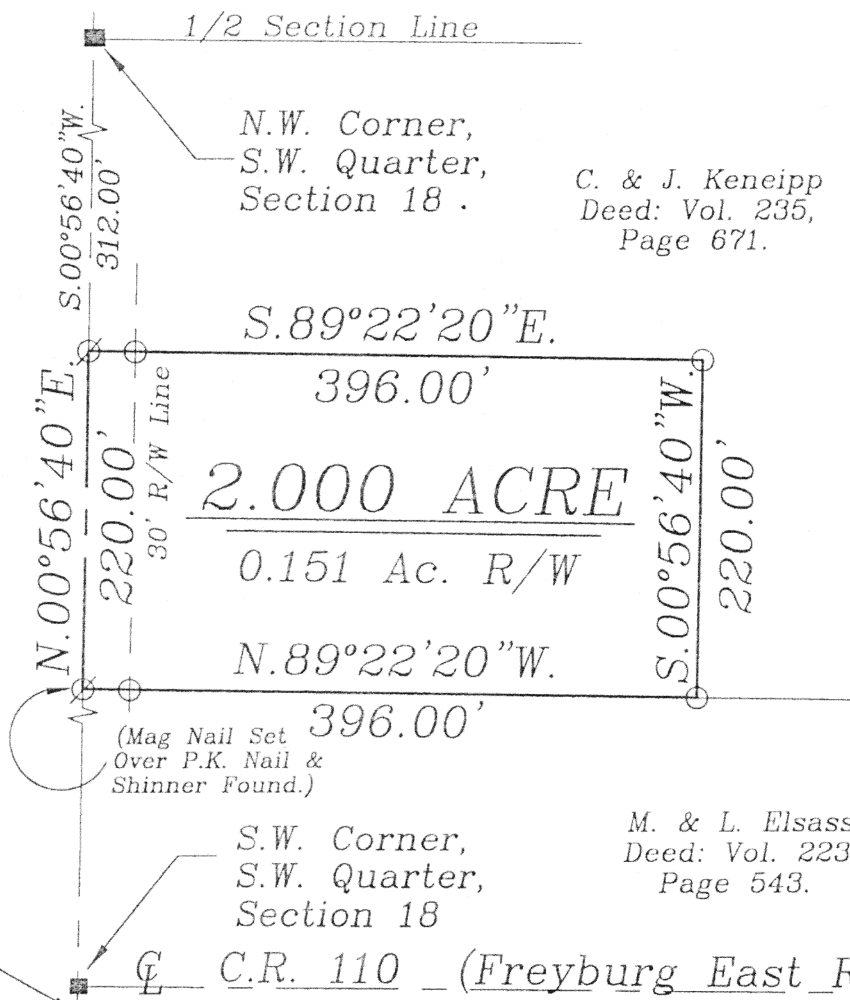 1/2 Section Line
N.W. Corner,
S.W. Quarter,
Section 18 .
S.00°56'40"W.
312.00'
C. & J. Keneipp
Deed: Vol. 235,
Page 671.
S.89°22'20"E.
396.00'
N.00°56'40"E.
220.00'
30' R/W Line
2.000 ACRE
0.151 Ac. R/W
S.00°56'40"W.
220.00'
N.89°22'20"W.
396.00'
(Mag Nail Set
Over P.K. Nail &
Shinner Found.)
S.W. Corner,
S.W. Quarter,
Section 18
M. & L. Elsass
Deed: Vol. 223
Page 543.
℄ C.R. 110 (Freyburg East R